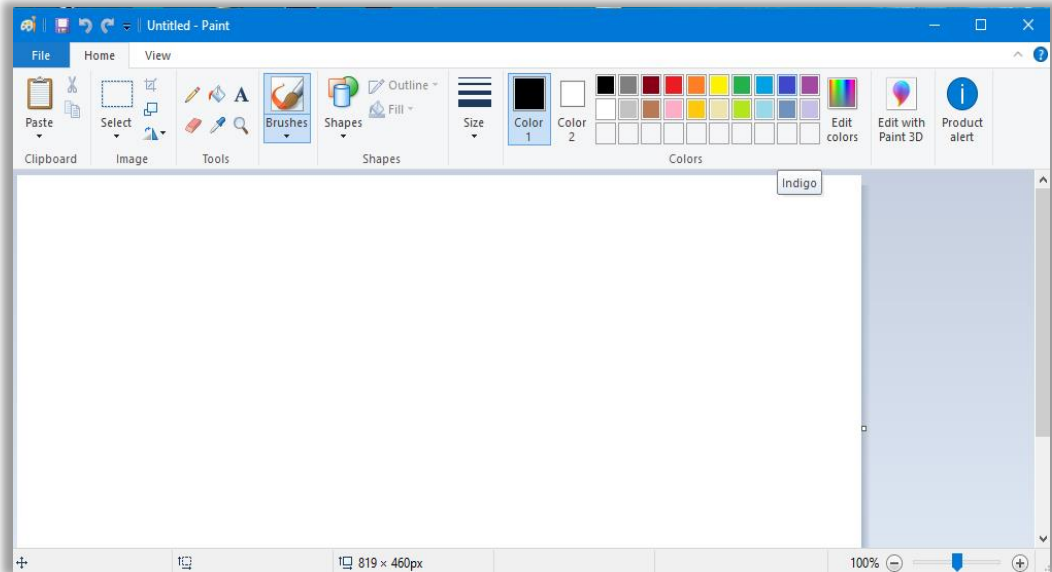 Untitled - Paint
File Home View
Paste
Select
A
Brushes
Shapes
Outline
Fill
Size
Color 1
Color 2
Edit colors
Edit with Paint 3D
Product alert
Clipboard Image Tools Shapes Colors
Indigo
819 × 460px
100%